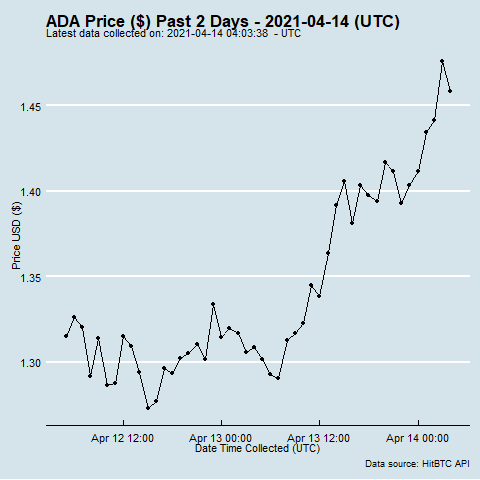 ADA Price ($) Past 2 Days - 2021-04-14 (UTC)
Latest data collected on: 2021-04-14 04:03:38 - UTC
1.45
1.40
1.35
1.30
Price USD ($)
Apr 12 12:00 Apr 13 00:00 Apr 13 12:00 Apr 14 00:00
Date Time Collected (UTC)
Data source: HitBTC API